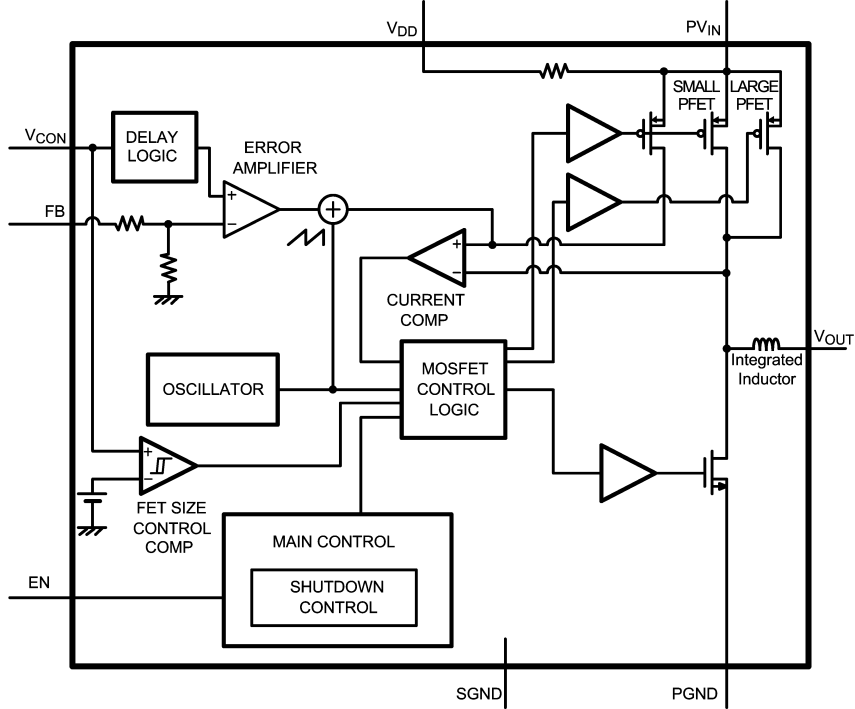 VDD
PVIN
SMALL PFET
LARGE PFET
VCON
DELAY
LOGIC
ERROR
AMPLIFIER
+
−
+
FB
+
−
CURRENT
COMP
VOUT
Integrated
Inductor
MOSFET
CONTROL
LOGIC
OSCILLATOR
+
−
FET SIZE
CONTROL
COMP
MAIN CONTROL
SHUTDOWN
CONTROL
EN
SGND
PGND